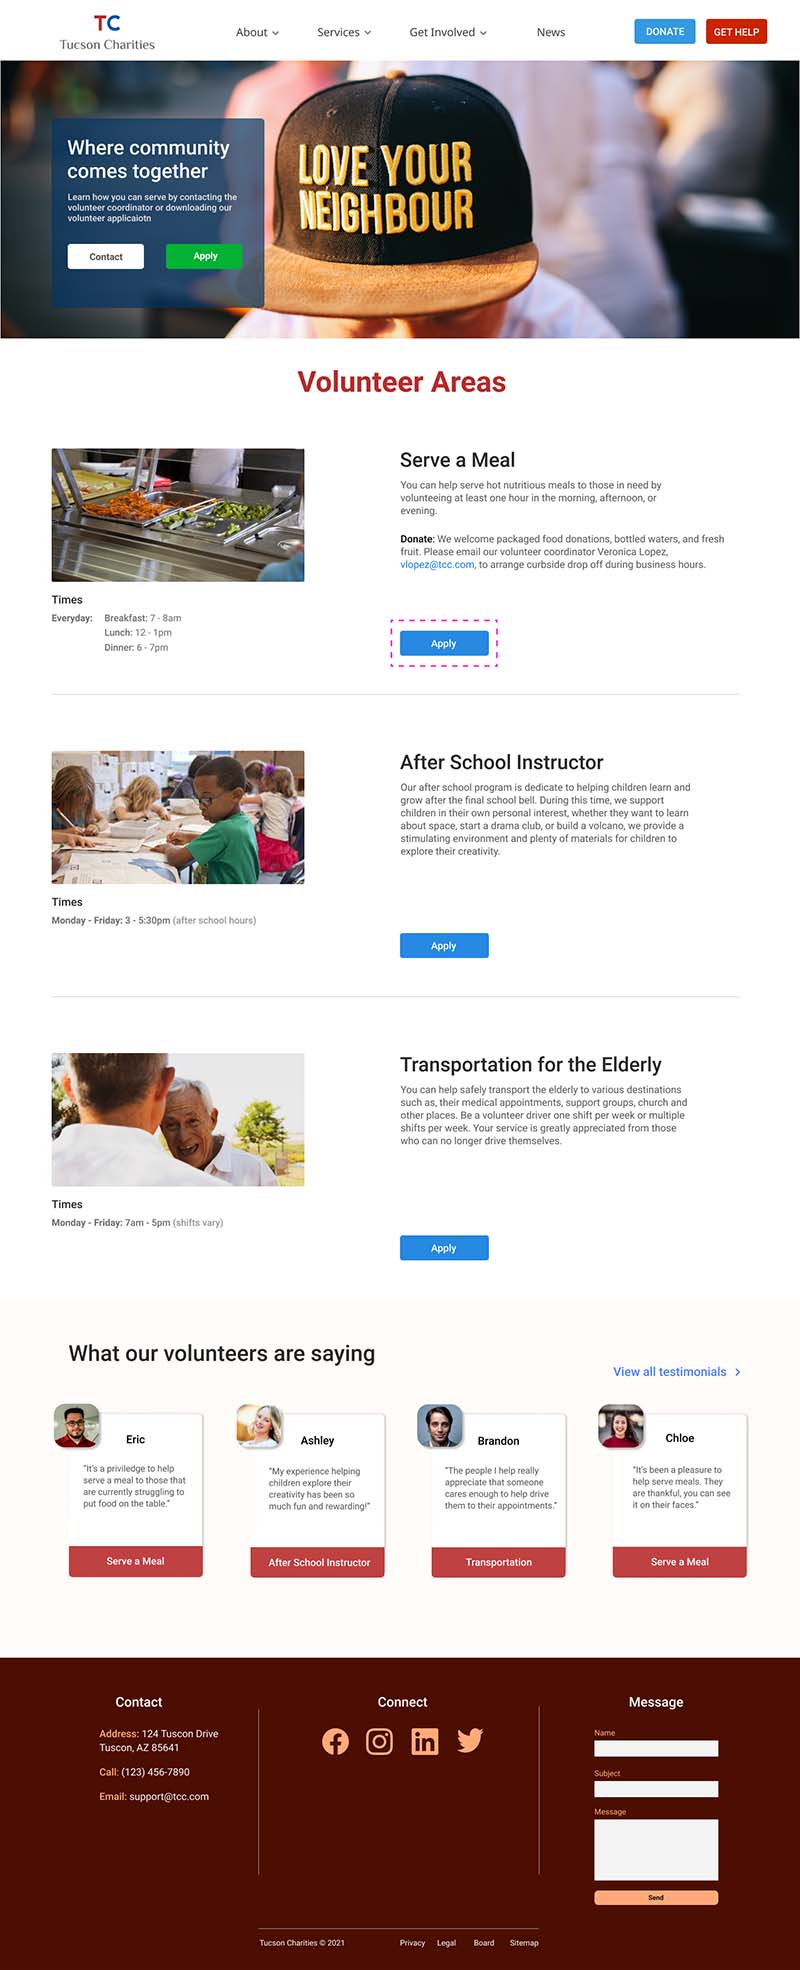 TC
Tucson Charities
About
Services
Get Involved
News
DONATE
GET HELP
Where community
comes together
Learn how you can serve by contacting the
volunteer coordinator or downloading our
volunteer applicaiotn
Contact
Apply
LOVE YOUR
NEIGHBOUR
Volunteer Areas
Serve a Meal
You can help serve hot nutritious meals to those in need by
volunteeing at least one hour in the morning, afternoon, or
evening.
Donate: We welcome packaged food donations, bottled waters, and fresh
fruit. Please email our volunteer coordinator Veronica Lopez,
vlopez@tcc.com, to arrange curbside drop off during business hours.
Times
Everyday: Breakfast: 7 - 8am
Lunch: 12 - 1pm
Dinner: 6 - 7pm
Apply
After School Instructor
Our after school program is dedicate to helping children learn and
grow after the final school bell. During this time, we support
children in their own personal interest, whether they want to learn
about space, start a drama club, or build a volcano, we provide a
stimulating environment and plenty of materials for children to
explore their creativity.
Times
Monday - Friday: 3 - 5:30pm (after school hours)
Apply
Transportation for the Elderly
You can help safely transport the elderly to various destinations
such as, their medical appointments, support groups, church and
other places. Be a volunteer driver one shift per week or multiple
shifts per week. Your service is greatly appreciated from those
who can no longer drive themselves.
Times
Monday - Friday: 7am - 5pm (shifts vary)
Apply
What our volunteers are saying
View all testimonials
Eric
"It's a priviledge to help
serve a meal to those that
are currently struggling to
put food on the table."
Serve a Meal
Ashley
"My experience helping
children explore their
creativity has been so
much fun and rewarding!"
After School Instructor
Brandon
"The people I help really
appreciate that someone
cares enough to help drive
them to their appointments."
Transportation
Chloe
"It's been a pleasure to
help serve meals. They
are thankful, you can see
it on their faces."
Serve a Meal
Contact
Address: 124 Tuscon Drive
Tuscon, AZ 85641
Call: (123) 456-7890
Email: support@tcc.com
Connect
Message
Name
Subject
Message
Send
Tucson Charities © 2021
Privacy
Legal
Board
Sitemap